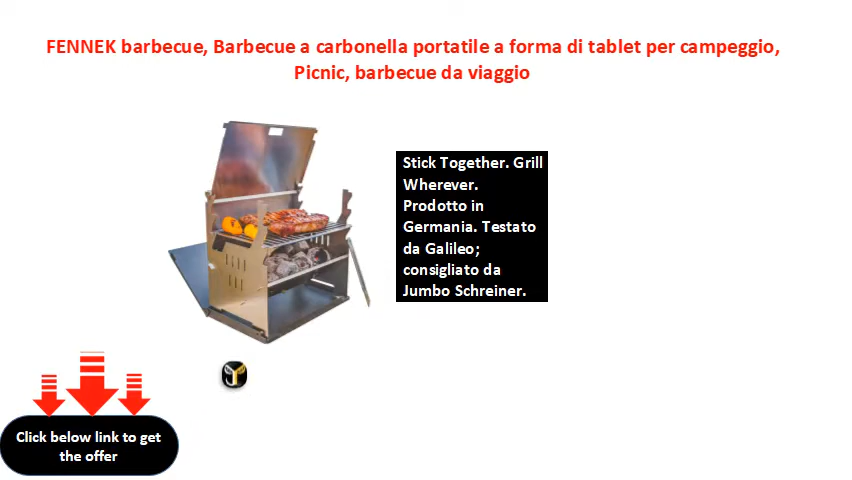 FENNEK barbecue, Barbecue a carbonella portatile a forma di tablet per campeggio,
Picnic, barbecue da viaggio
Stick Together. Grill
Wherever.
Prodotto in
Germania. Testato
da Galileo;
consigliato da
Jumbo Schreiner.
Click below link to get
the offer